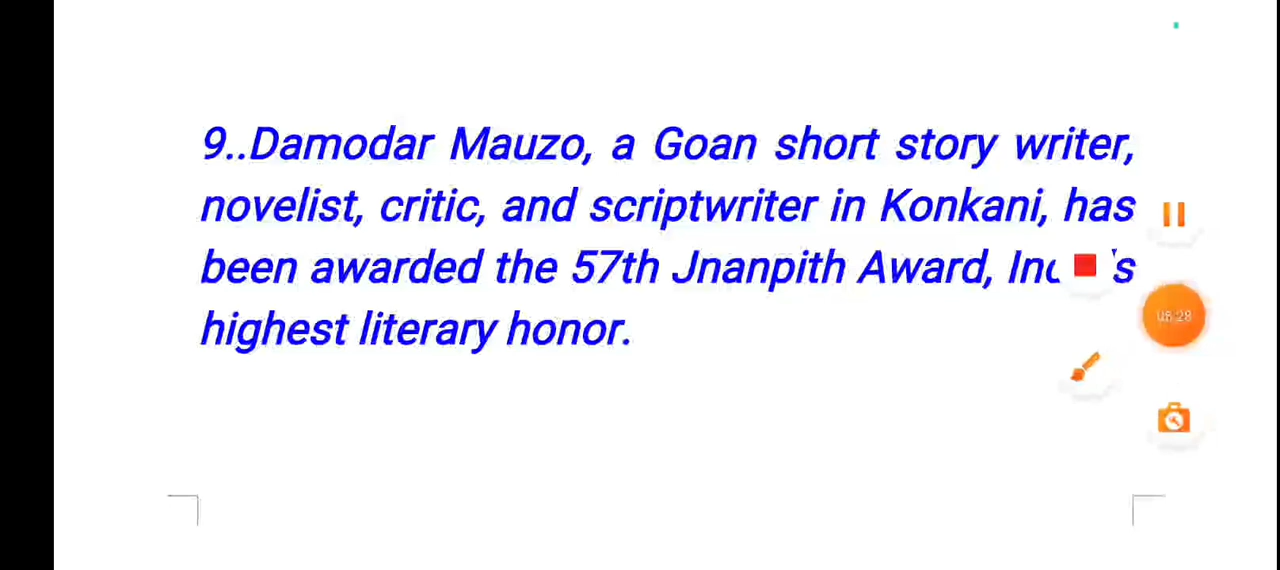 9..Damodar Mauzo, a Goan short story writer,
novelist, critic, and scriptwriter in Konkani, has
been awarded the 57th Jnanpith Award,
highest literary honor.